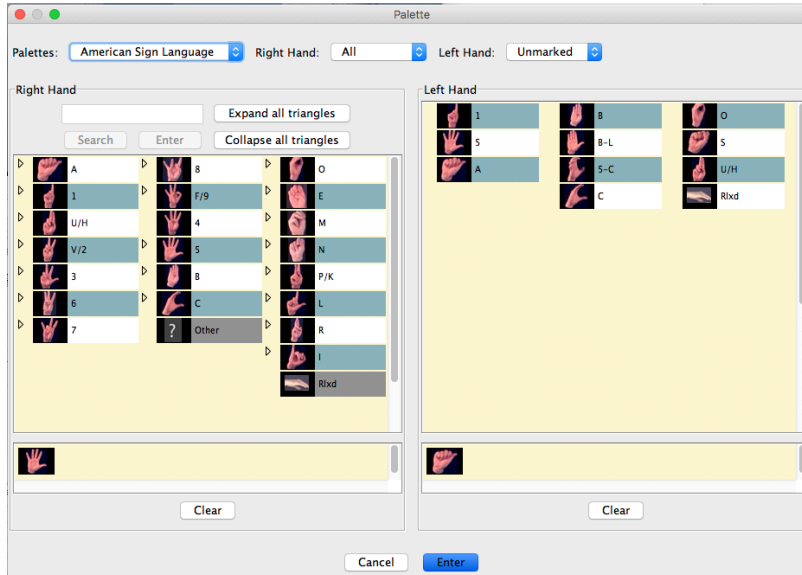 Palette
Palettes: American Sign Language Right Hand: All Left Hand: Unmarked
Right Hand
Expand all triangles
Search Enter Collapse all triangles
A 8 O
1 F/9 E
U/H 4 M
V/2 5 N
3 B P/K
6 C L
7 ? Other R
I
Rlxd
Clear
Left Hand
1 B O
5 B-L S
A 5-C U/H
C Rlxd
Clear
Cancel Enter